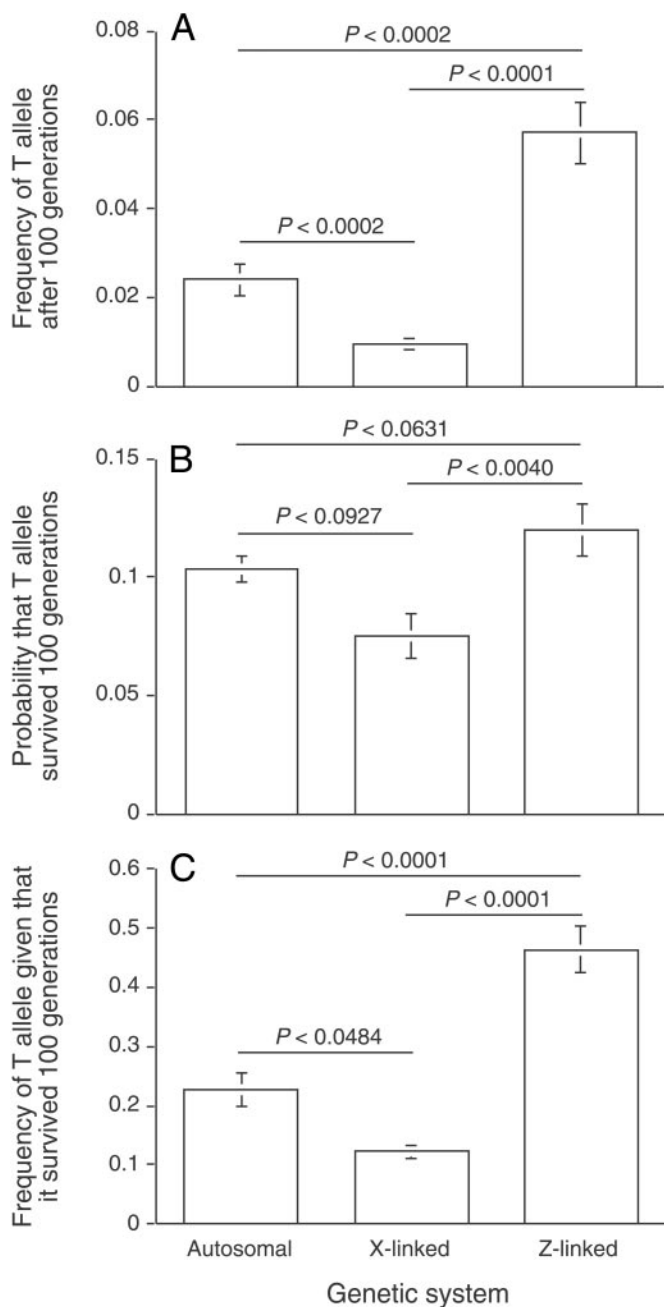 A
Frequency of T allele
after 100 generations
0.08
0.06
0.04
0.02
0
P < 0.0002
P < 0.0001
P < 0.0002
B
Probability that T allele
survived 100 generations
0.15
0.1
0.05
0
P < 0.0631
P < 0.0040
P < 0.0927
C
Frequency of T allele given that
it survived 100 generations
0.6
0.5
0.4
0.3
0.2
0.1
0
P < 0.0001
P < 0.0001
P < 0.0484
Autosomal X-linked Z-linked
Genetic system